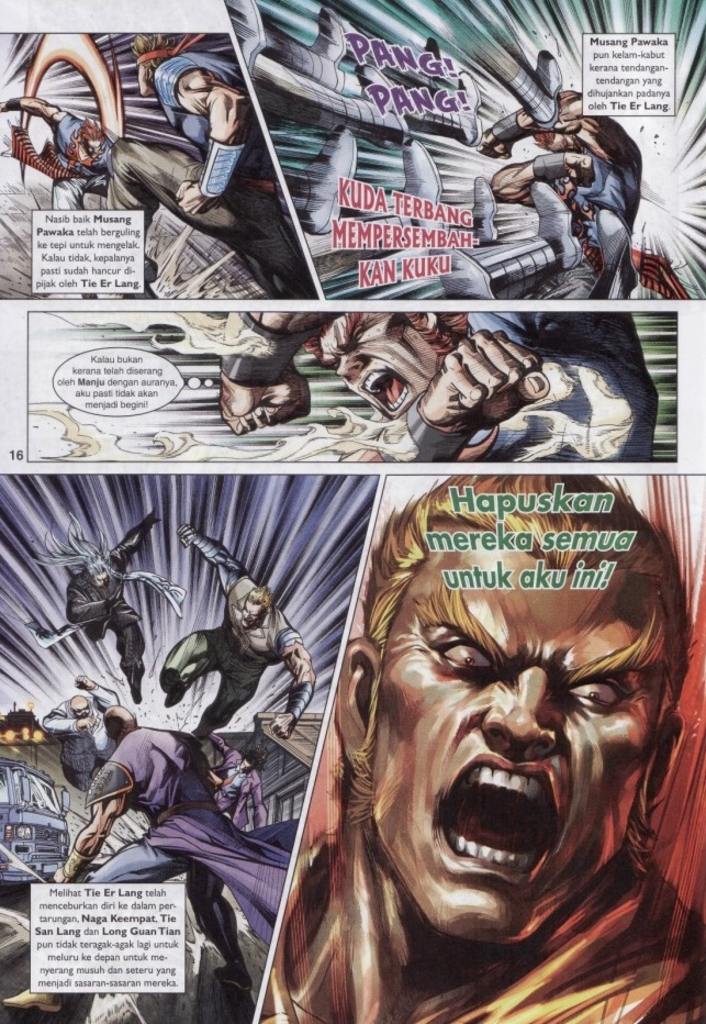 Nasib baik Musang
Pawaka telah berguling
ke tepi untuk mengelak.
Kalau tidak, kepalanya
pasti sudah hancur di-
pijak oleh Tie Er Lang.
PANG!
PANG!
KUDA TERBANG
MEMPERSEMBAH-
KAN KUKU
Musang Pawaka
pun kelam-kabut
kerana tendangan-
tendangan yang
dihujankan padanya
oleh Tie Er Lang.
Kalau bukan
kerana telah diserang
oleh Manju dengan auranya,
aku pasti tidak akan
menjadi begini!
16
Melihat Tie Er Lang telah
menceburkan diri ke dalam per-
tarungan, Naga Keempat, Tie
San Lang dan Long Guan Tian
pun tidak teragak-agak lagi untuk
meluru ke depan untuk me-
nyerang musuh dan seteru yang
menjadi sasaran-sasaran mereka.
Hapuskan
mereka semua
untuk aku ini!